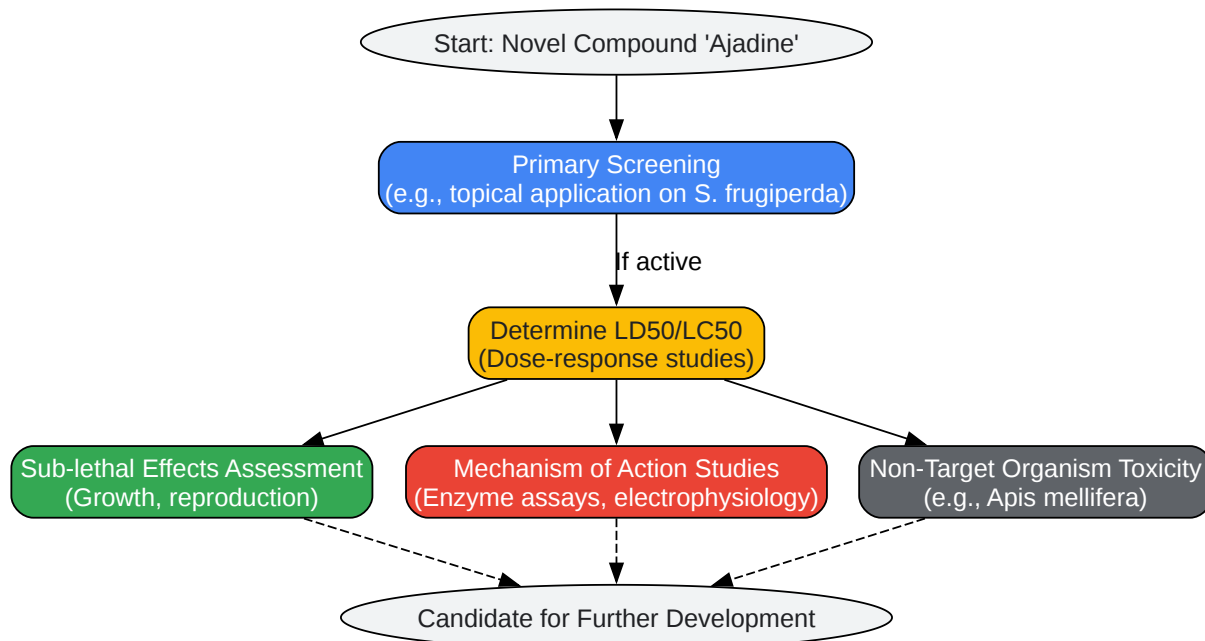 Start: Novel Compound 'Ajadine'
Primary Screening
(e.g., topical application on S. frugiperda)
If active
Determine LD50/LC50
(Dose-response studies)
Sub-lethal Effects Assessment
(Growth, reproduction)
Mechanism of Action Studies
(Enzyme assays, electrophysiology)
Non-Target Organism Toxicity
(e.g., Apis mellifera)
Candidate for Further Development